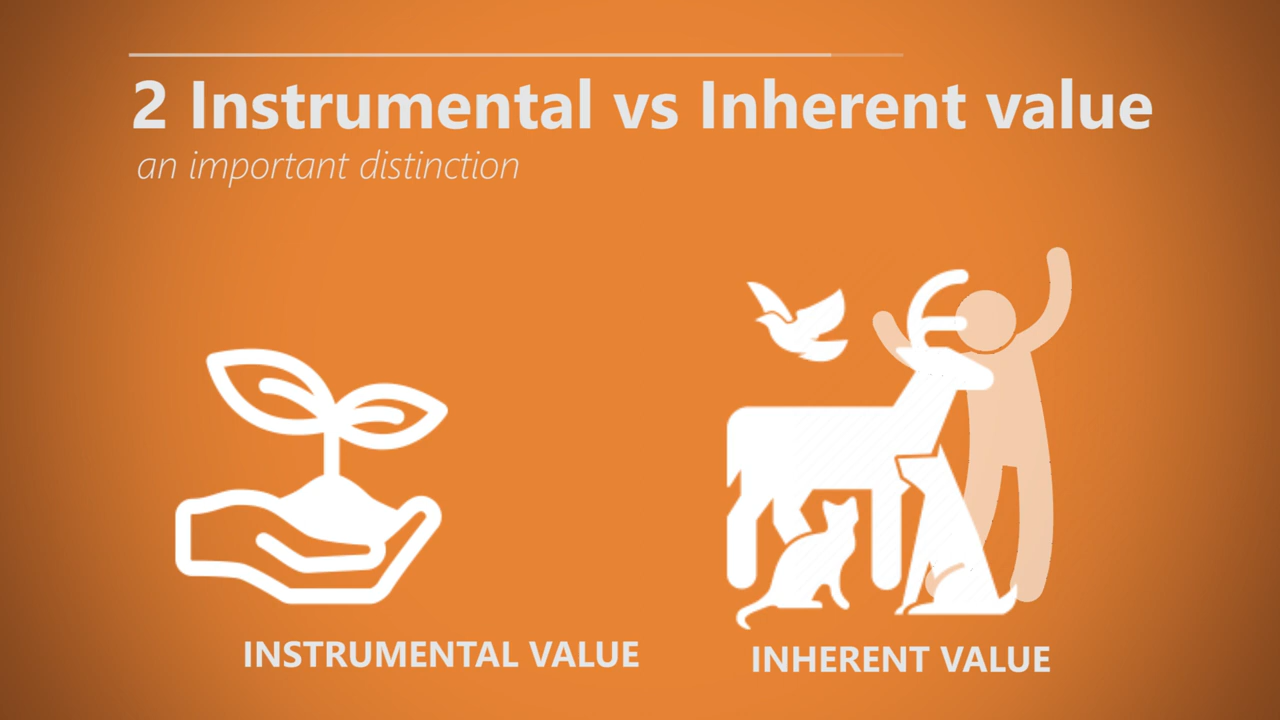 2 Instrumental vs Inherent value
an important distinction
INSTRUMENTAL VALUE
INHERENT VALUE